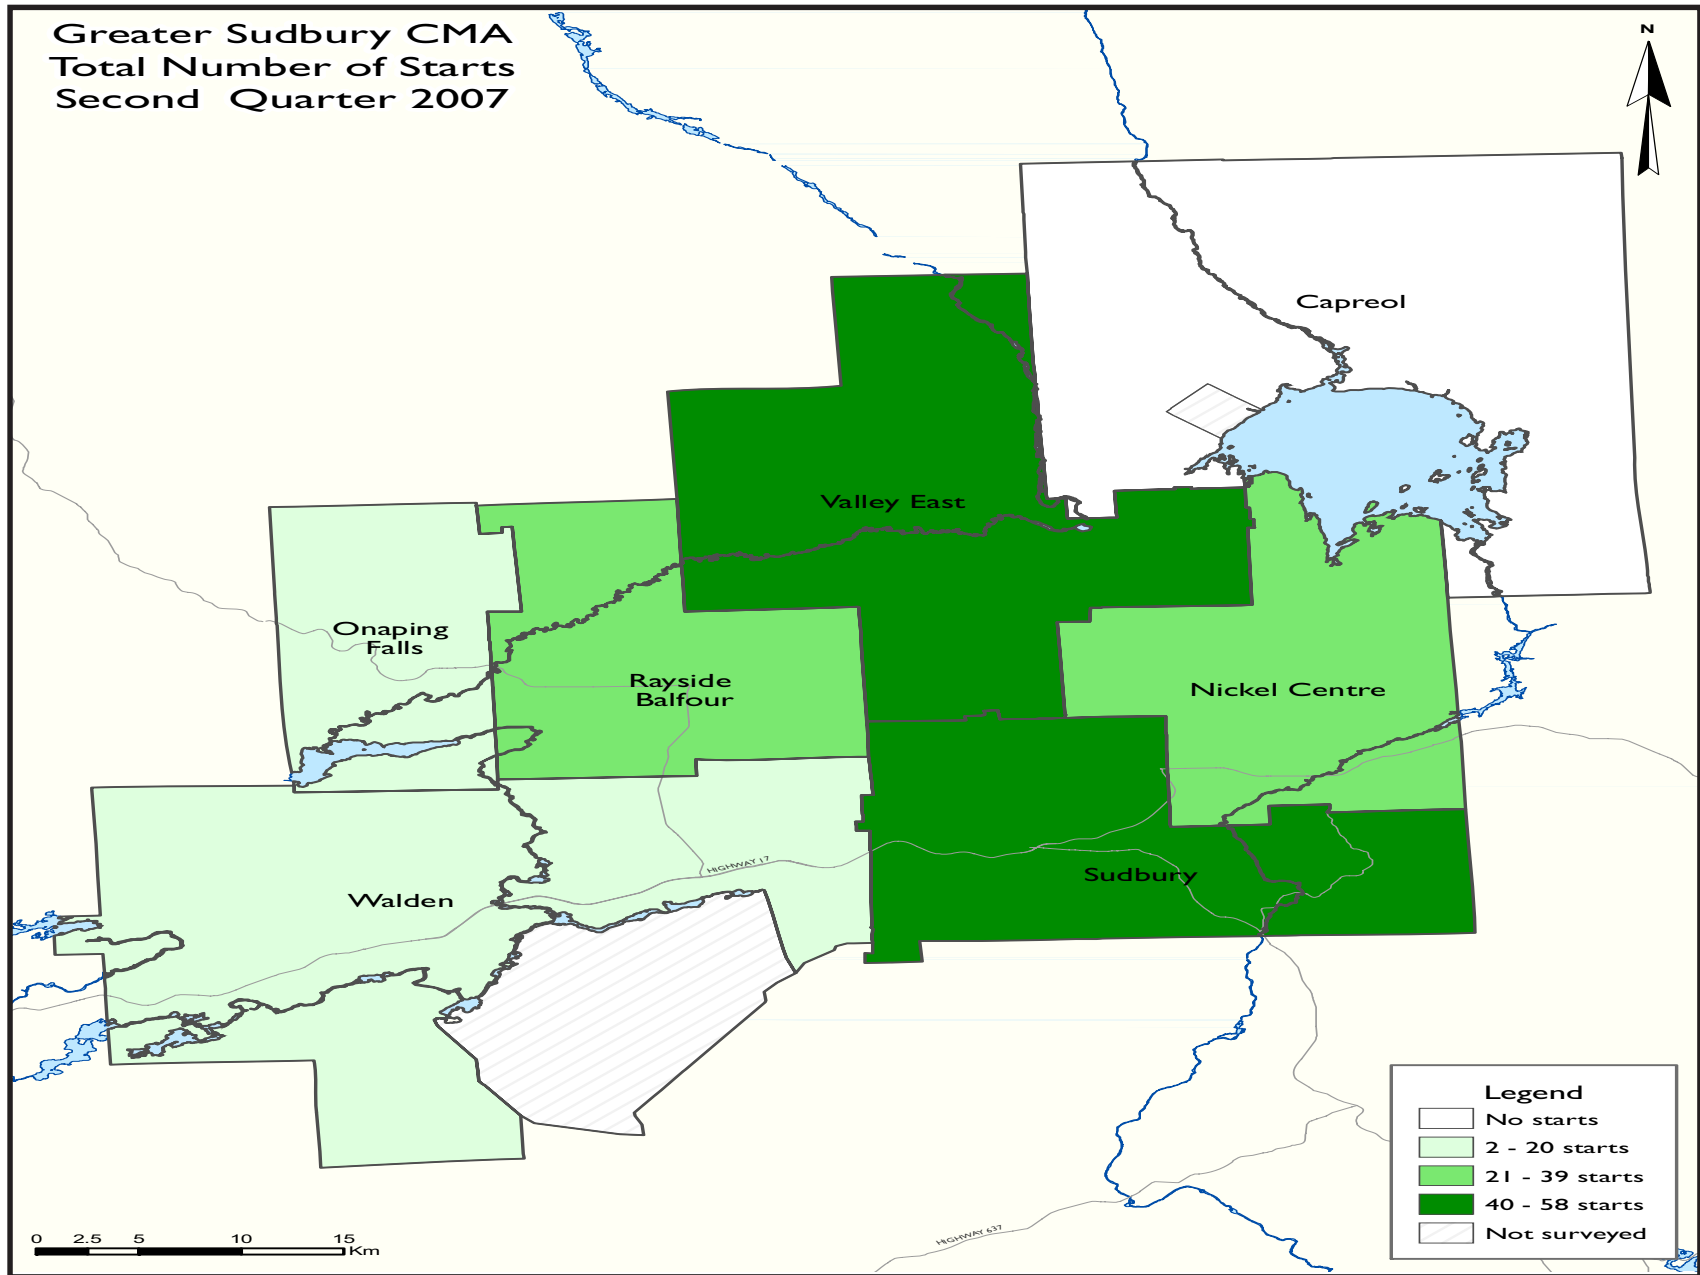 Greater Sudbury CMA
Total Number of Starts
Second Quarter 2007
N
Capreol
Valley East
Onaping
Falls
Rayside
Balfour
Nickel Centre
HIGHWAY 17
Sudbury
Walden
HIGHWAY 637
Legend
No starts
2 - 20 starts
21 - 39 starts
40 - 58 starts
Not surveyed
0 2.5 5 10 15
Km